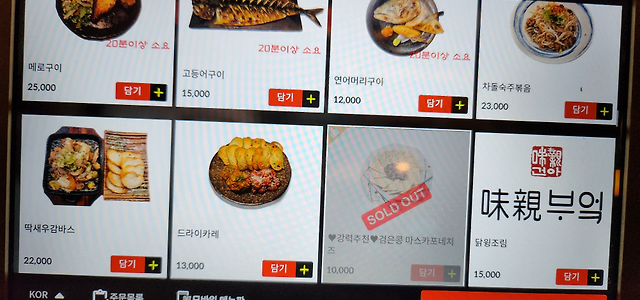 20분이상 소요
20분이상 소요
20분이상 소요
메로구이
25,000
담기
고등어구이
15,000
담기
연어머리구이
12,000
담기
차돌숙주볶음
23,000
담기
딱새우감바스
22,000
담기
드라이카레
13,000
담기
SOLD OUT
♥강력추천♥검은콩 마스카포네치
즈
10,000
담기
味親
味親부엌
닭윙조림
15,000
담기
KOR
주문목록